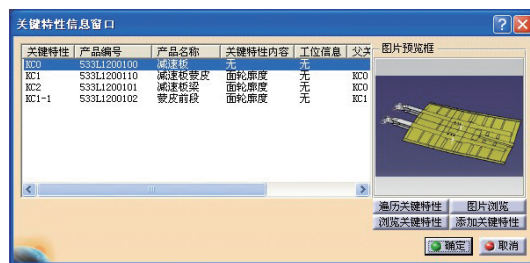 关键特性信息窗口
关键特性 产品编号 产品名称 关键特性内容 工位信息 父关
KC0 533L1200100 减速板 无 无
KC1 533L1200110 减速板蒙皮 面轮廓度 无 KC0
KC2 533L1200101 减速板梁 面轮廓度 无 KC0
KC1-1 533L1200102 蒙皮前段 面轮廓度 无 KC1
图片预览框
遍历关键特性 图片浏览
浏览关键特性 添加关键特性
确定 取消